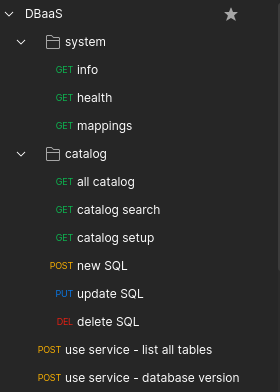 DBaaS
system
GET info
GET health
GET mappings
catalog
GET all catalog
GET catalog search
GET catalog setup
POST new SQL
PUT update SQL
DEL delete SQL
POST use service - list all tables
POST use service - database version